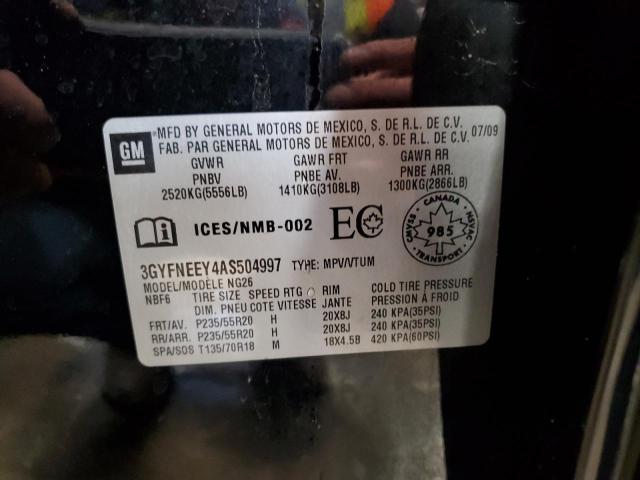 GM
MFD BY GENERAL MOTORS DE MEXICO, S. DE R.L. DE C.V.
FAB. PAR GENERAL MOTORS DE MEXICO, S. DE R.L. DE C.V. 07/09
GVWR GAWR FRT GAWR RR
PNBV PNBE AV. PNBE ARR.
2520KG(5556LB) 1410KG(3108LB) 1300KG(2866LB)
ICES/NMB-002 EC
CANADA
CMVSS 985 NSVAC
TRANSPORT
3GYFNEEY4AS504997 TYPE: MPV/VTUM
MODEL/MODÈLE NG26
NBF6 TIRE SIZE SPEED RTG RIM COLD TIRE PRESSURE
DIM. PNEU COTE VITESSE JANTE PRESSION À FROID
FRT/AV. P235/55R20 H 20X8J 240 KPA(35PSI)
RR/ARR. P235/55R20 H 20X8J 240 KPA(35PSI)
SPA/SOS T135/70R18 M 18X4.5B 420 KPA(60PSI)